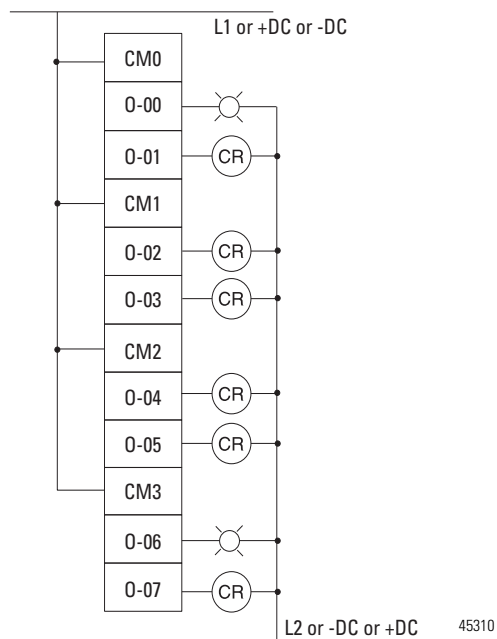 L1 or +DC or -DC
CM0
O-00
O-01 CR
CM1
O-02 CR
O-03 CR
CM2
O-04 CR
O-05 CR
CM3
O-06
O-07 CR
L2 or -DC or +DC 45310